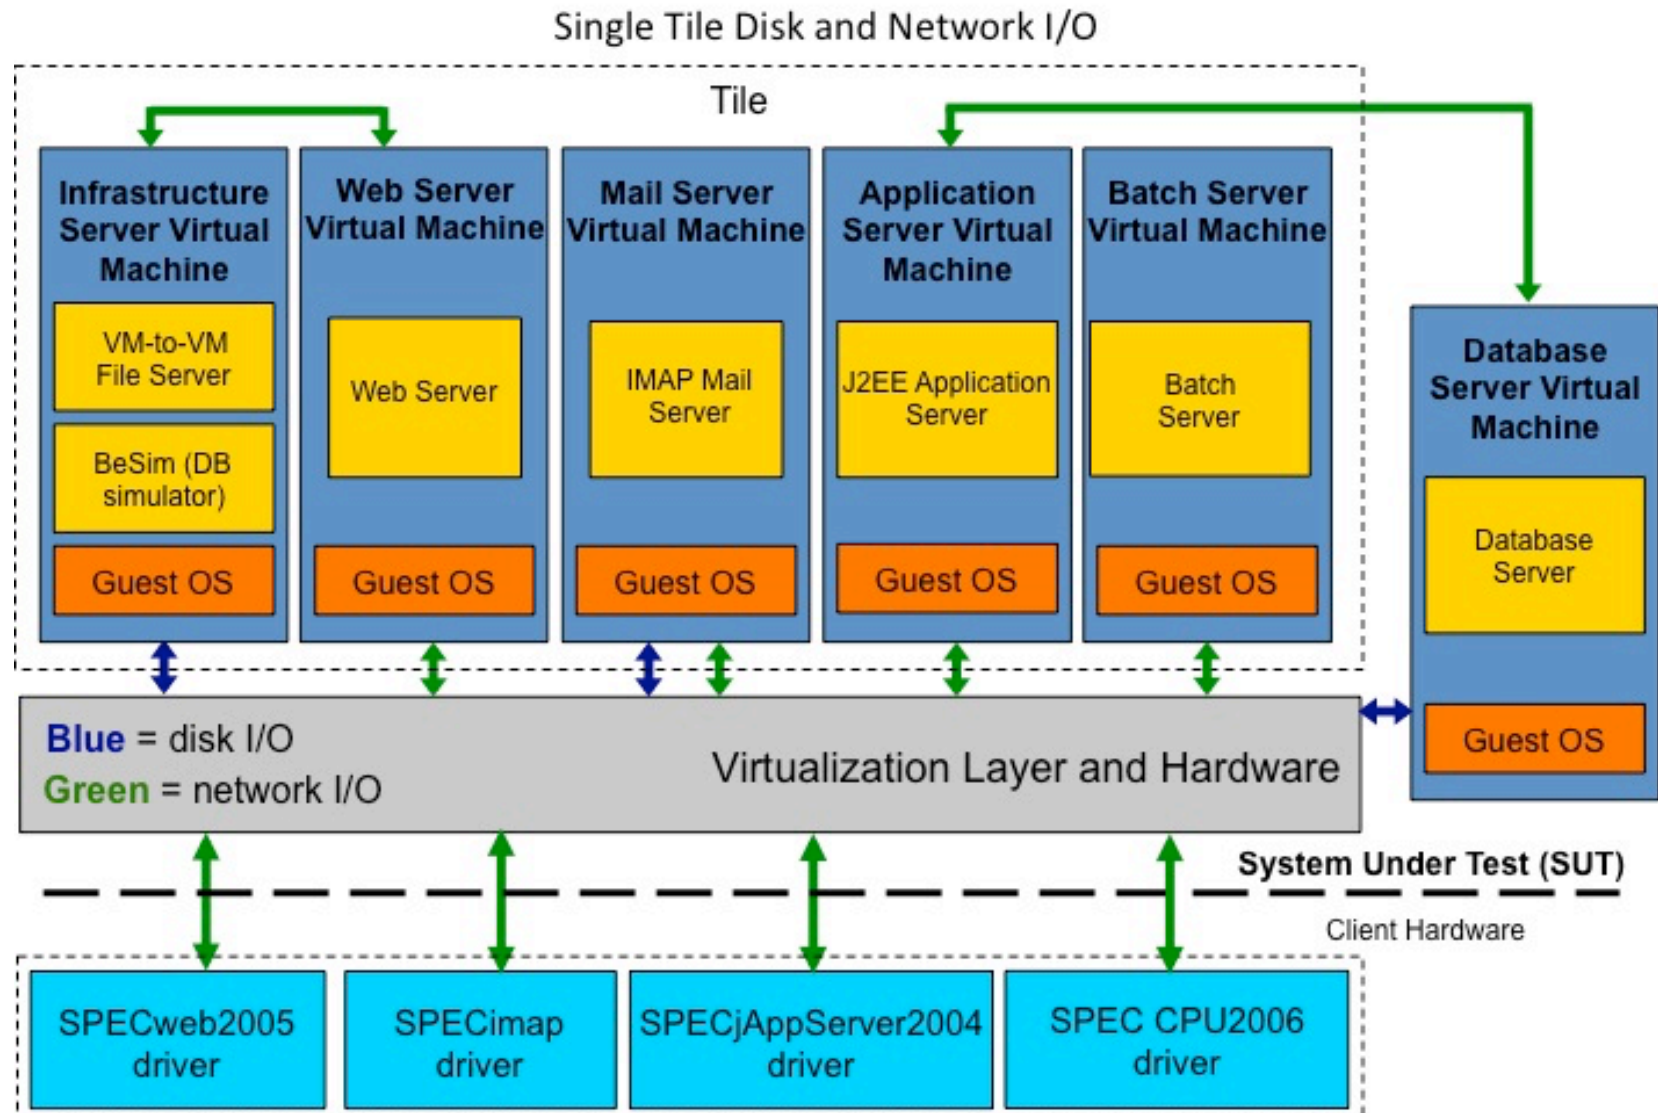 Single Tile Disk and Network I/O
Tile
Infrastructure
Server Virtual
Machine
VM-to-VM
File Server
BeSim (DB
simulator)
Guest OS
Web Server
Virtual Machine
Web Server
Guest OS
Mail Server
Virtual Machine
IMAP Mail
Server
Guest OS
Application
Server Virtual
Machine
J2EE Application
Server
Guest OS
Batch Server
Virtual Machine
Batch
Server
Guest OS
Database
Server Virtual
Machine
Database
Server
Guest OS
Blue = disk I/O
Green = network I/O
Virtualization Layer and Hardware
System Under Test (SUT)
Client Hardware
SPECweb2005
driver
SPECimap
driver
SPECjAppServer2004
driver
SPEC CPU2006
driver